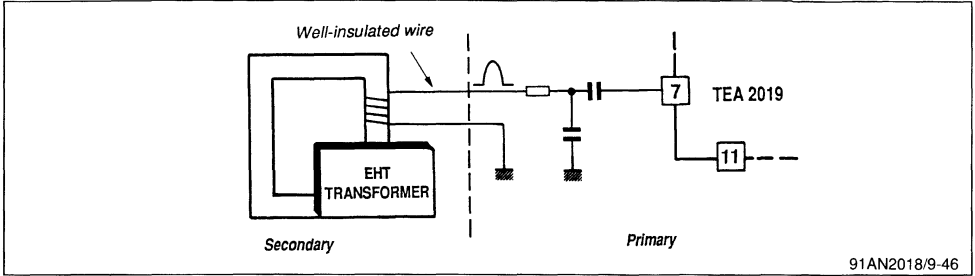 Well-insulated wire
7
TEA 2019
11
EHT
TRANSFORMER
Secondary
Primary
91AN2018/9-46